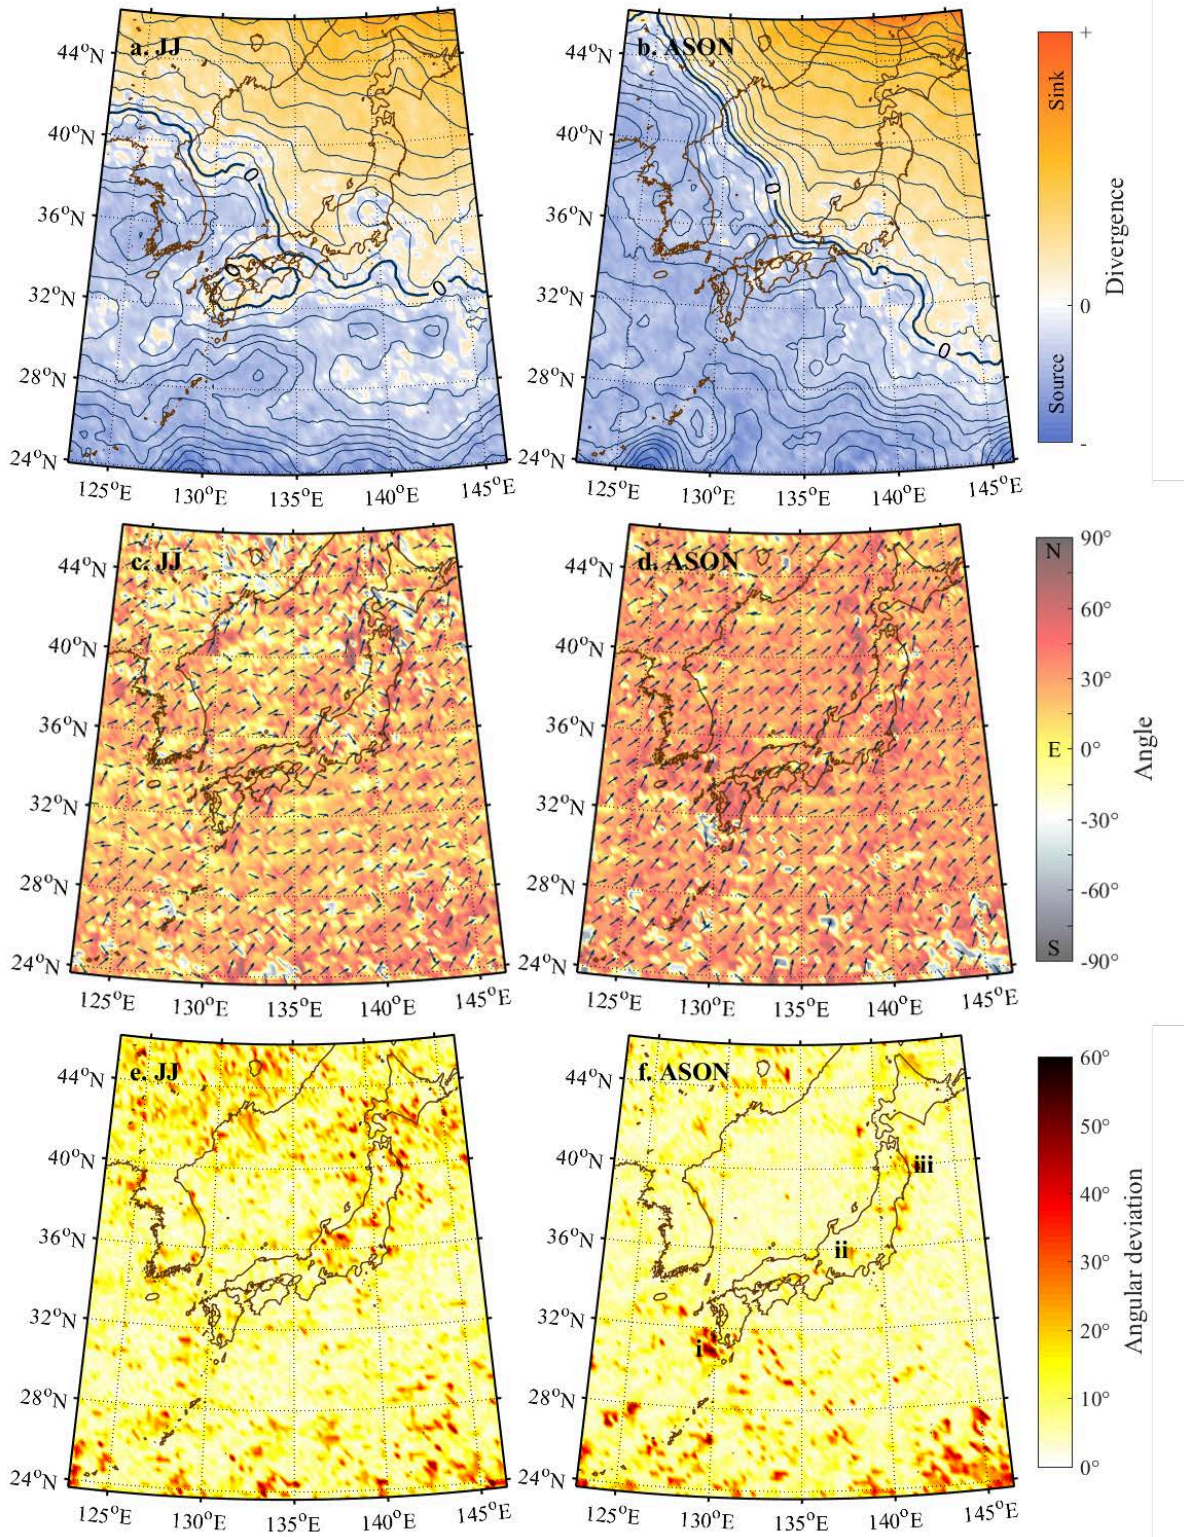 a. JJ
44°N
40°N
36°N
32°N
28°N
24°N
0
0
0
125°E
130°E
135°E
140°E
145°E
b. ASON
44°N
40°N
36°N
32°N
28°N
24°N
0
0
125°E
130°E
135°E
140°E
145°E
+
Sink
0
Source
-
Divergence
c. JJ
44°N
40°N
36°N
32°N
28°N
24°N
125°E
130°E
135°E
140°E
145°E
d. ASON
44°N
40°N
36°N
32°N
28°N
24°N
125°E
130°E
135°E
140°E
145°E
N
E
S
90°
60°
30°
0°
-30°
-60°
-90°
Angle
e. JJ
44°N
40°N
36°N
32°N
28°N
24°N
125°E
130°E
135°E
140°E
145°E
f. ASON
44°N
40°N
36°N
32°N
28°N
24°N
iii
ii
i
125°E
130°E
135°E
140°E
145°E
60°
50°
40°
30°
20°
10°
0°
Angular deviation